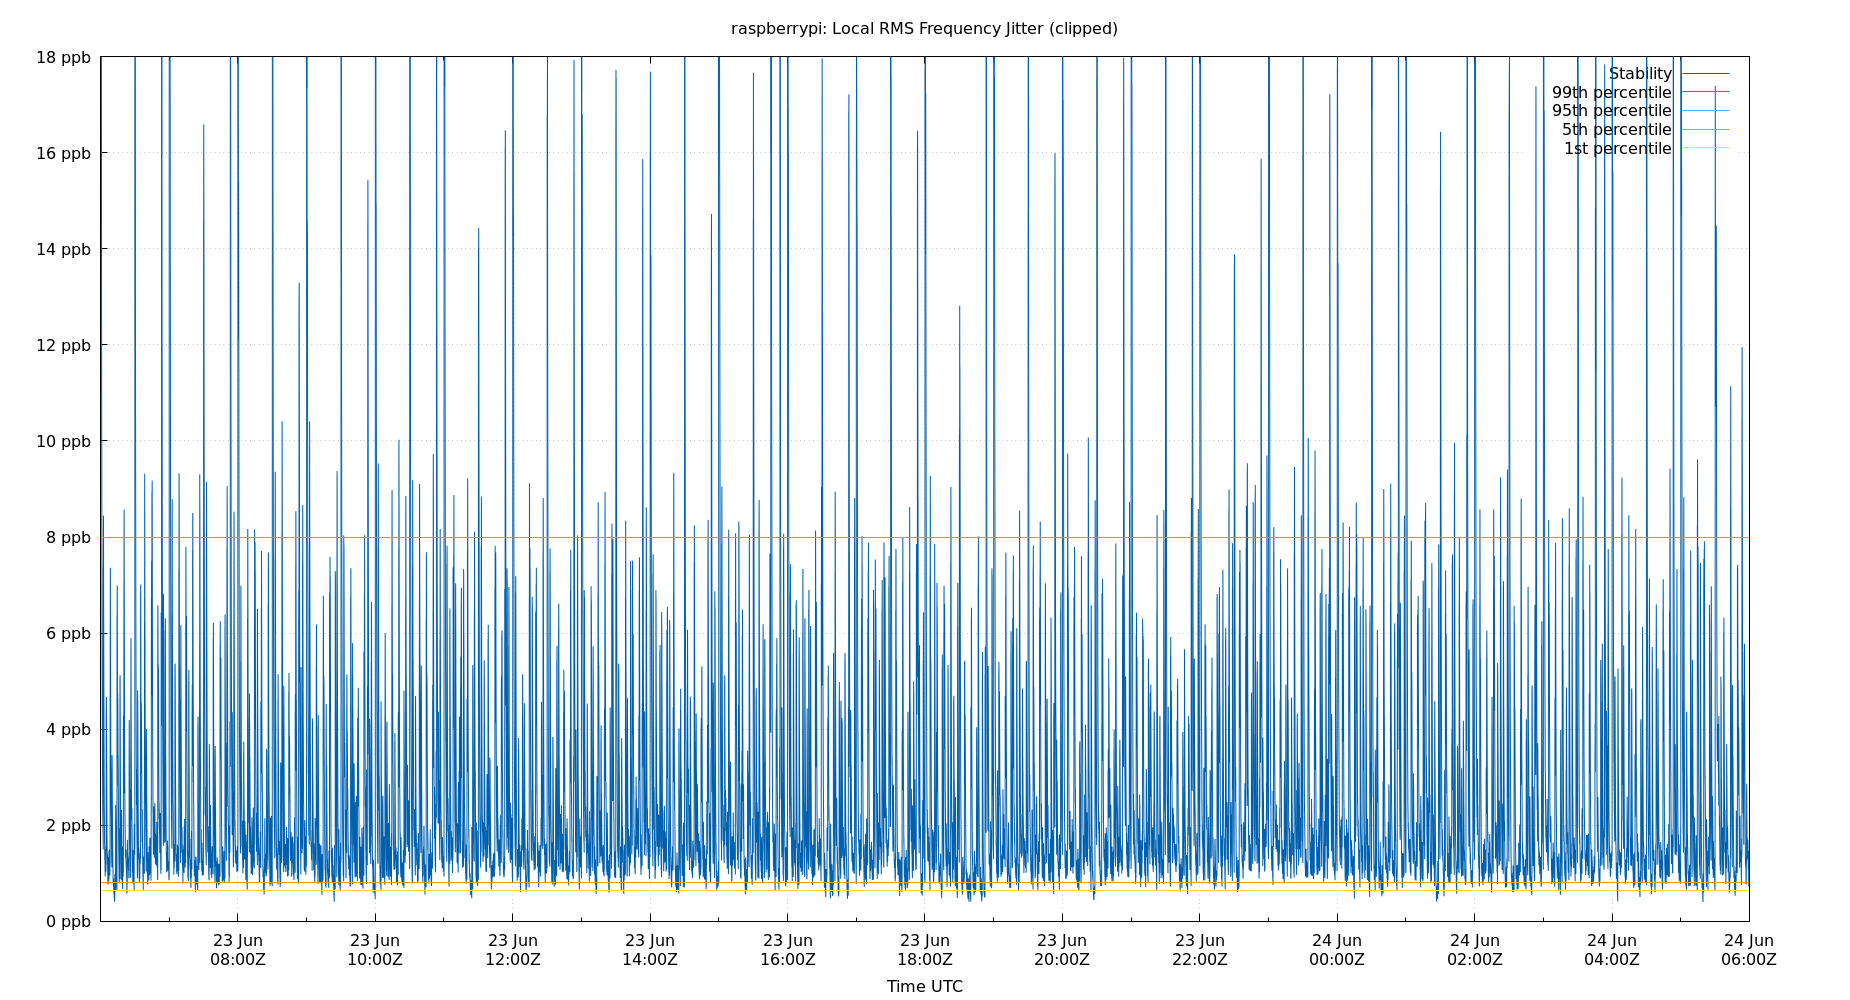 raspberrypi: Local RMS Frequency Jitter (clipped)
18 ppb
16 ppb
14 ppb
12 ppb
10 ppb
8 ppb
6 ppb
4 ppb
2 ppb
0 ppb
Stability
99th percentile
95th percentile
5th percentile
1st percentile
23 Jun 23 Jun 23 Jun 23 Jun 23 Jun 23 Jun 23 Jun 23 Jun 24 Jun 24 Jun 24 Jun 24 Jun
08:00Z 10:00Z 12:00Z 14:00Z 16:00Z 18:00Z 20:00Z 22:00Z 00:00Z 02:00Z 04:00Z 06:00Z
Time UTC